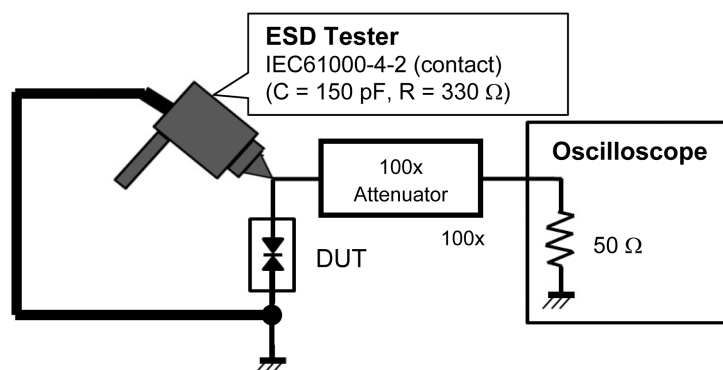 ESD Tester
IEC61000-4-2 (contact)
(C = 150 pF, R = 330 Ω)
100x
Attenuator
100x
Oscilloscope
50 Ω
DUT